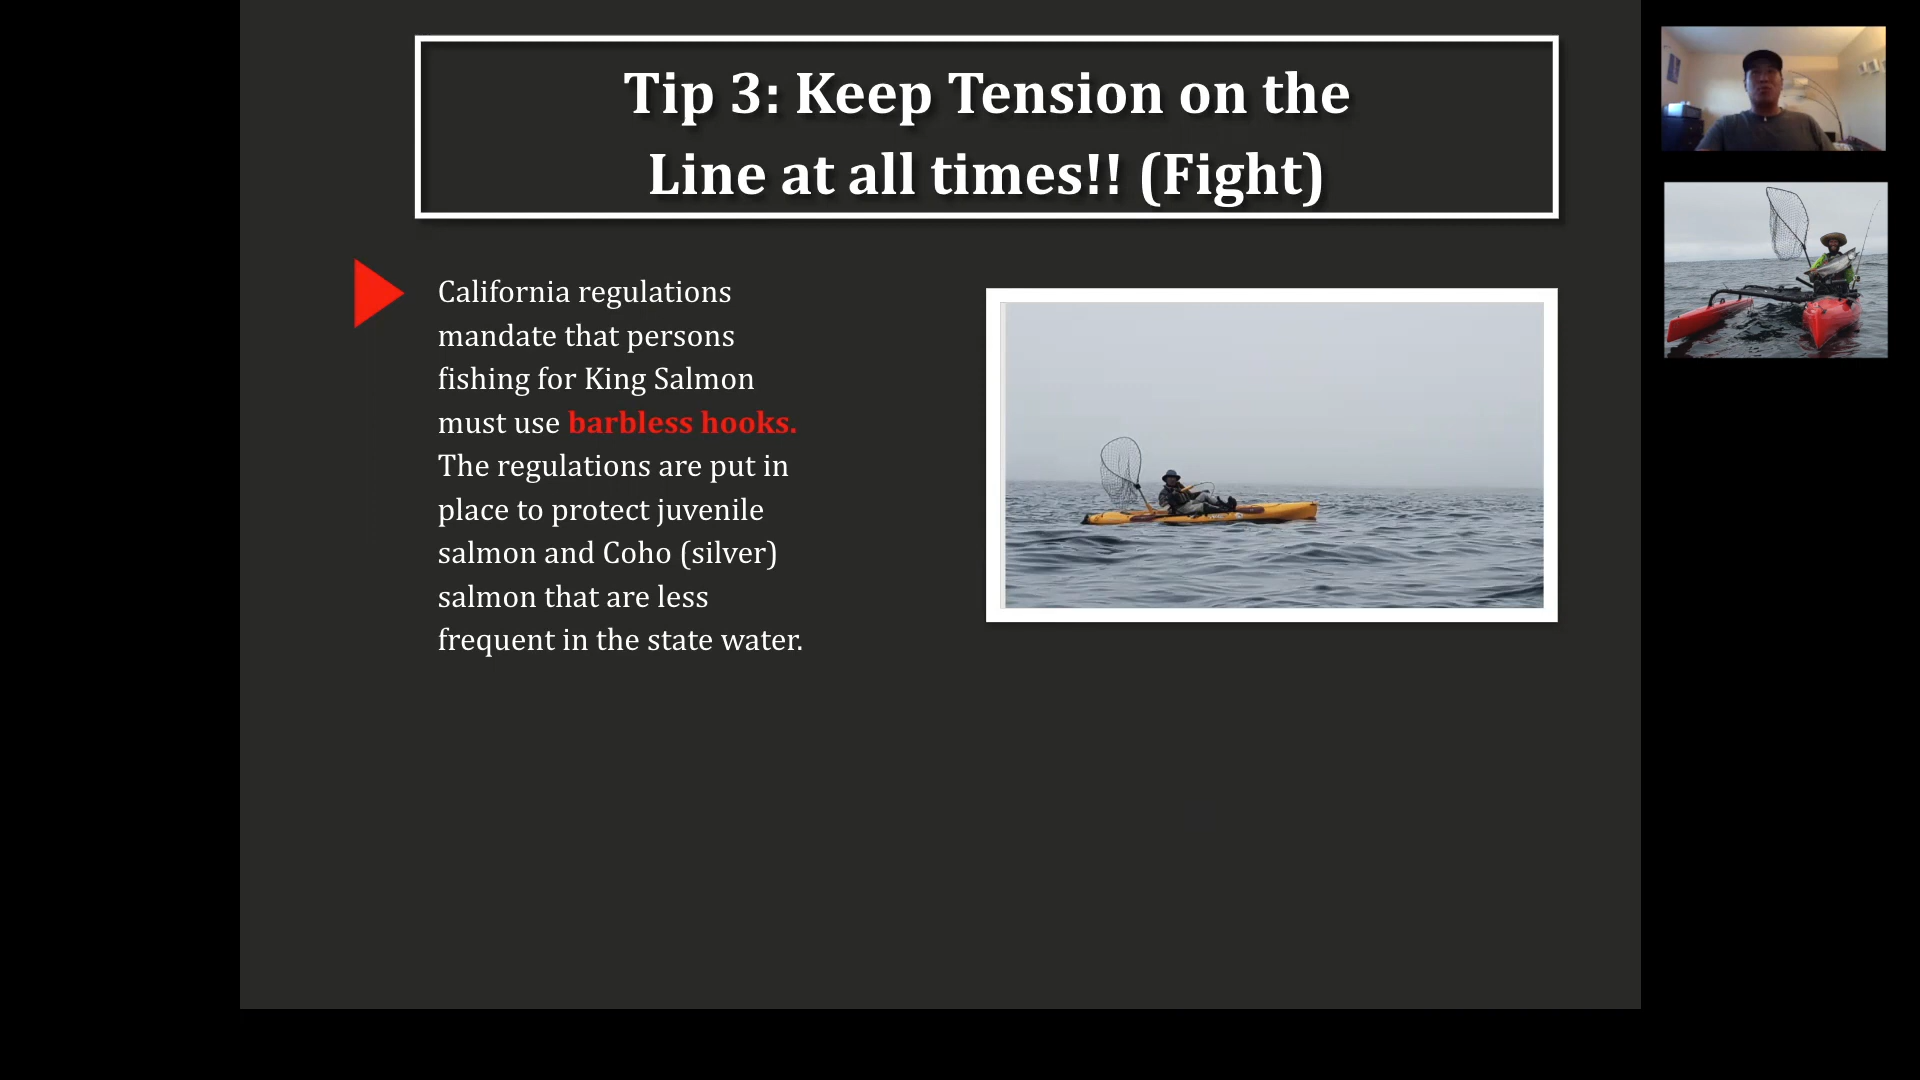 Tip 3: Keep Tension on the
Line at all times!! (Fight)
California regulations
mandate that persons
fishing for King Salmon
must use barbless hooks.
The regulations are put in
place to protect juvenile
salmon and Coho (silver)
salmon that are less
frequent in the state water.